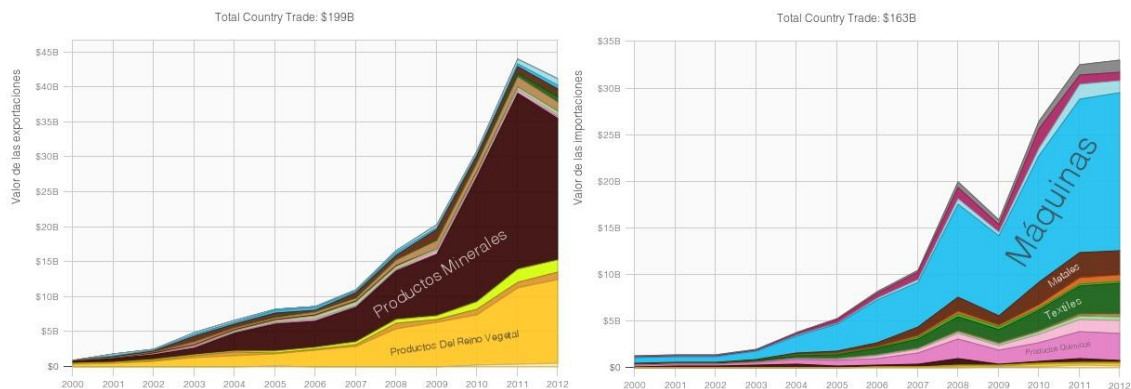 Total Country Trade: $199B
Valor de las exportaciones
$45B
$40B
$35B
$30B
$25B
$20B
$15B
$10B
$5B
$0
Productos Minerales
Productos Del Reino Vegetal
2000 2001 2002 2003 2004 2005 2006 2007 2008 2009 2010 2011 2012
Total Country Trade: $163B
Valor de las importaciones
$35B
$30B
$25B
$20B
$15B
$10B
$5B
$0
Máquinas
Metales
Textiles
Productos Químicos
2000 2001 2002 2003 2004 2005 2006 2007 2008 2009 2010 2011 2012